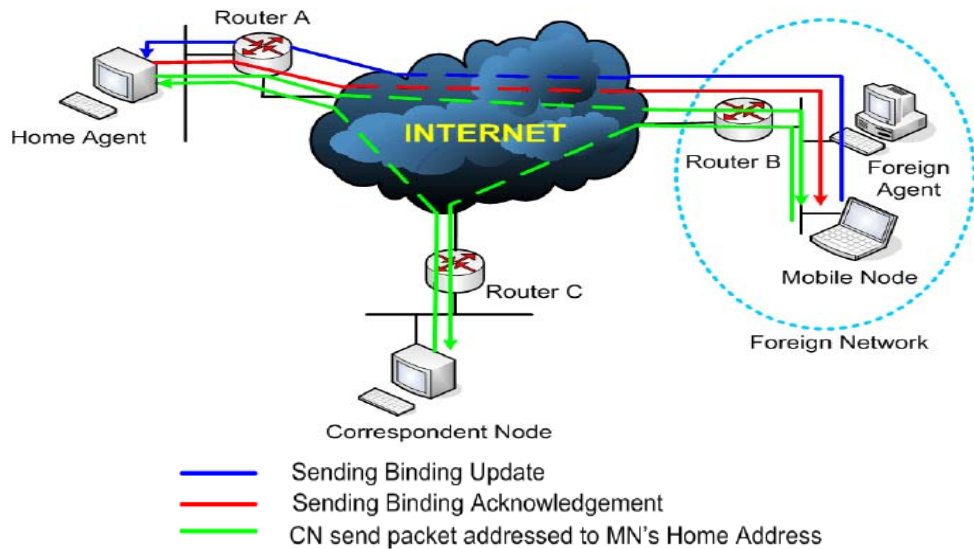 Router A
Home Agent
INTERNET
Router B
Foreign
Agent
Mobile Node
Foreign Network
Router C
Correspondent Node
Sending Binding Update
Sending Binding Acknowledgement
CN send packet addressed to MN's Home Address